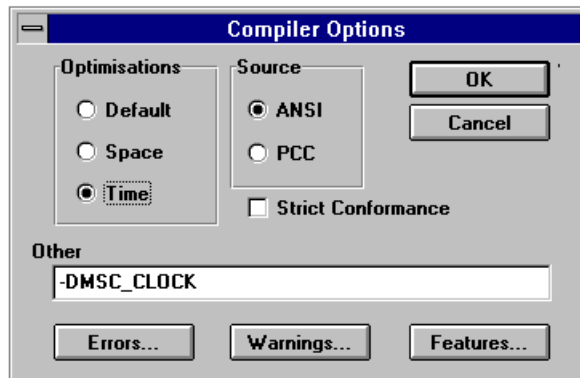 Compiler Options
Optimisations
Default
Space
Time
Source
ANSI
PCC
Strict Conformance
OK
Cancel
Other
-DMSC_CLOCK
Errors... Warnings... Features...